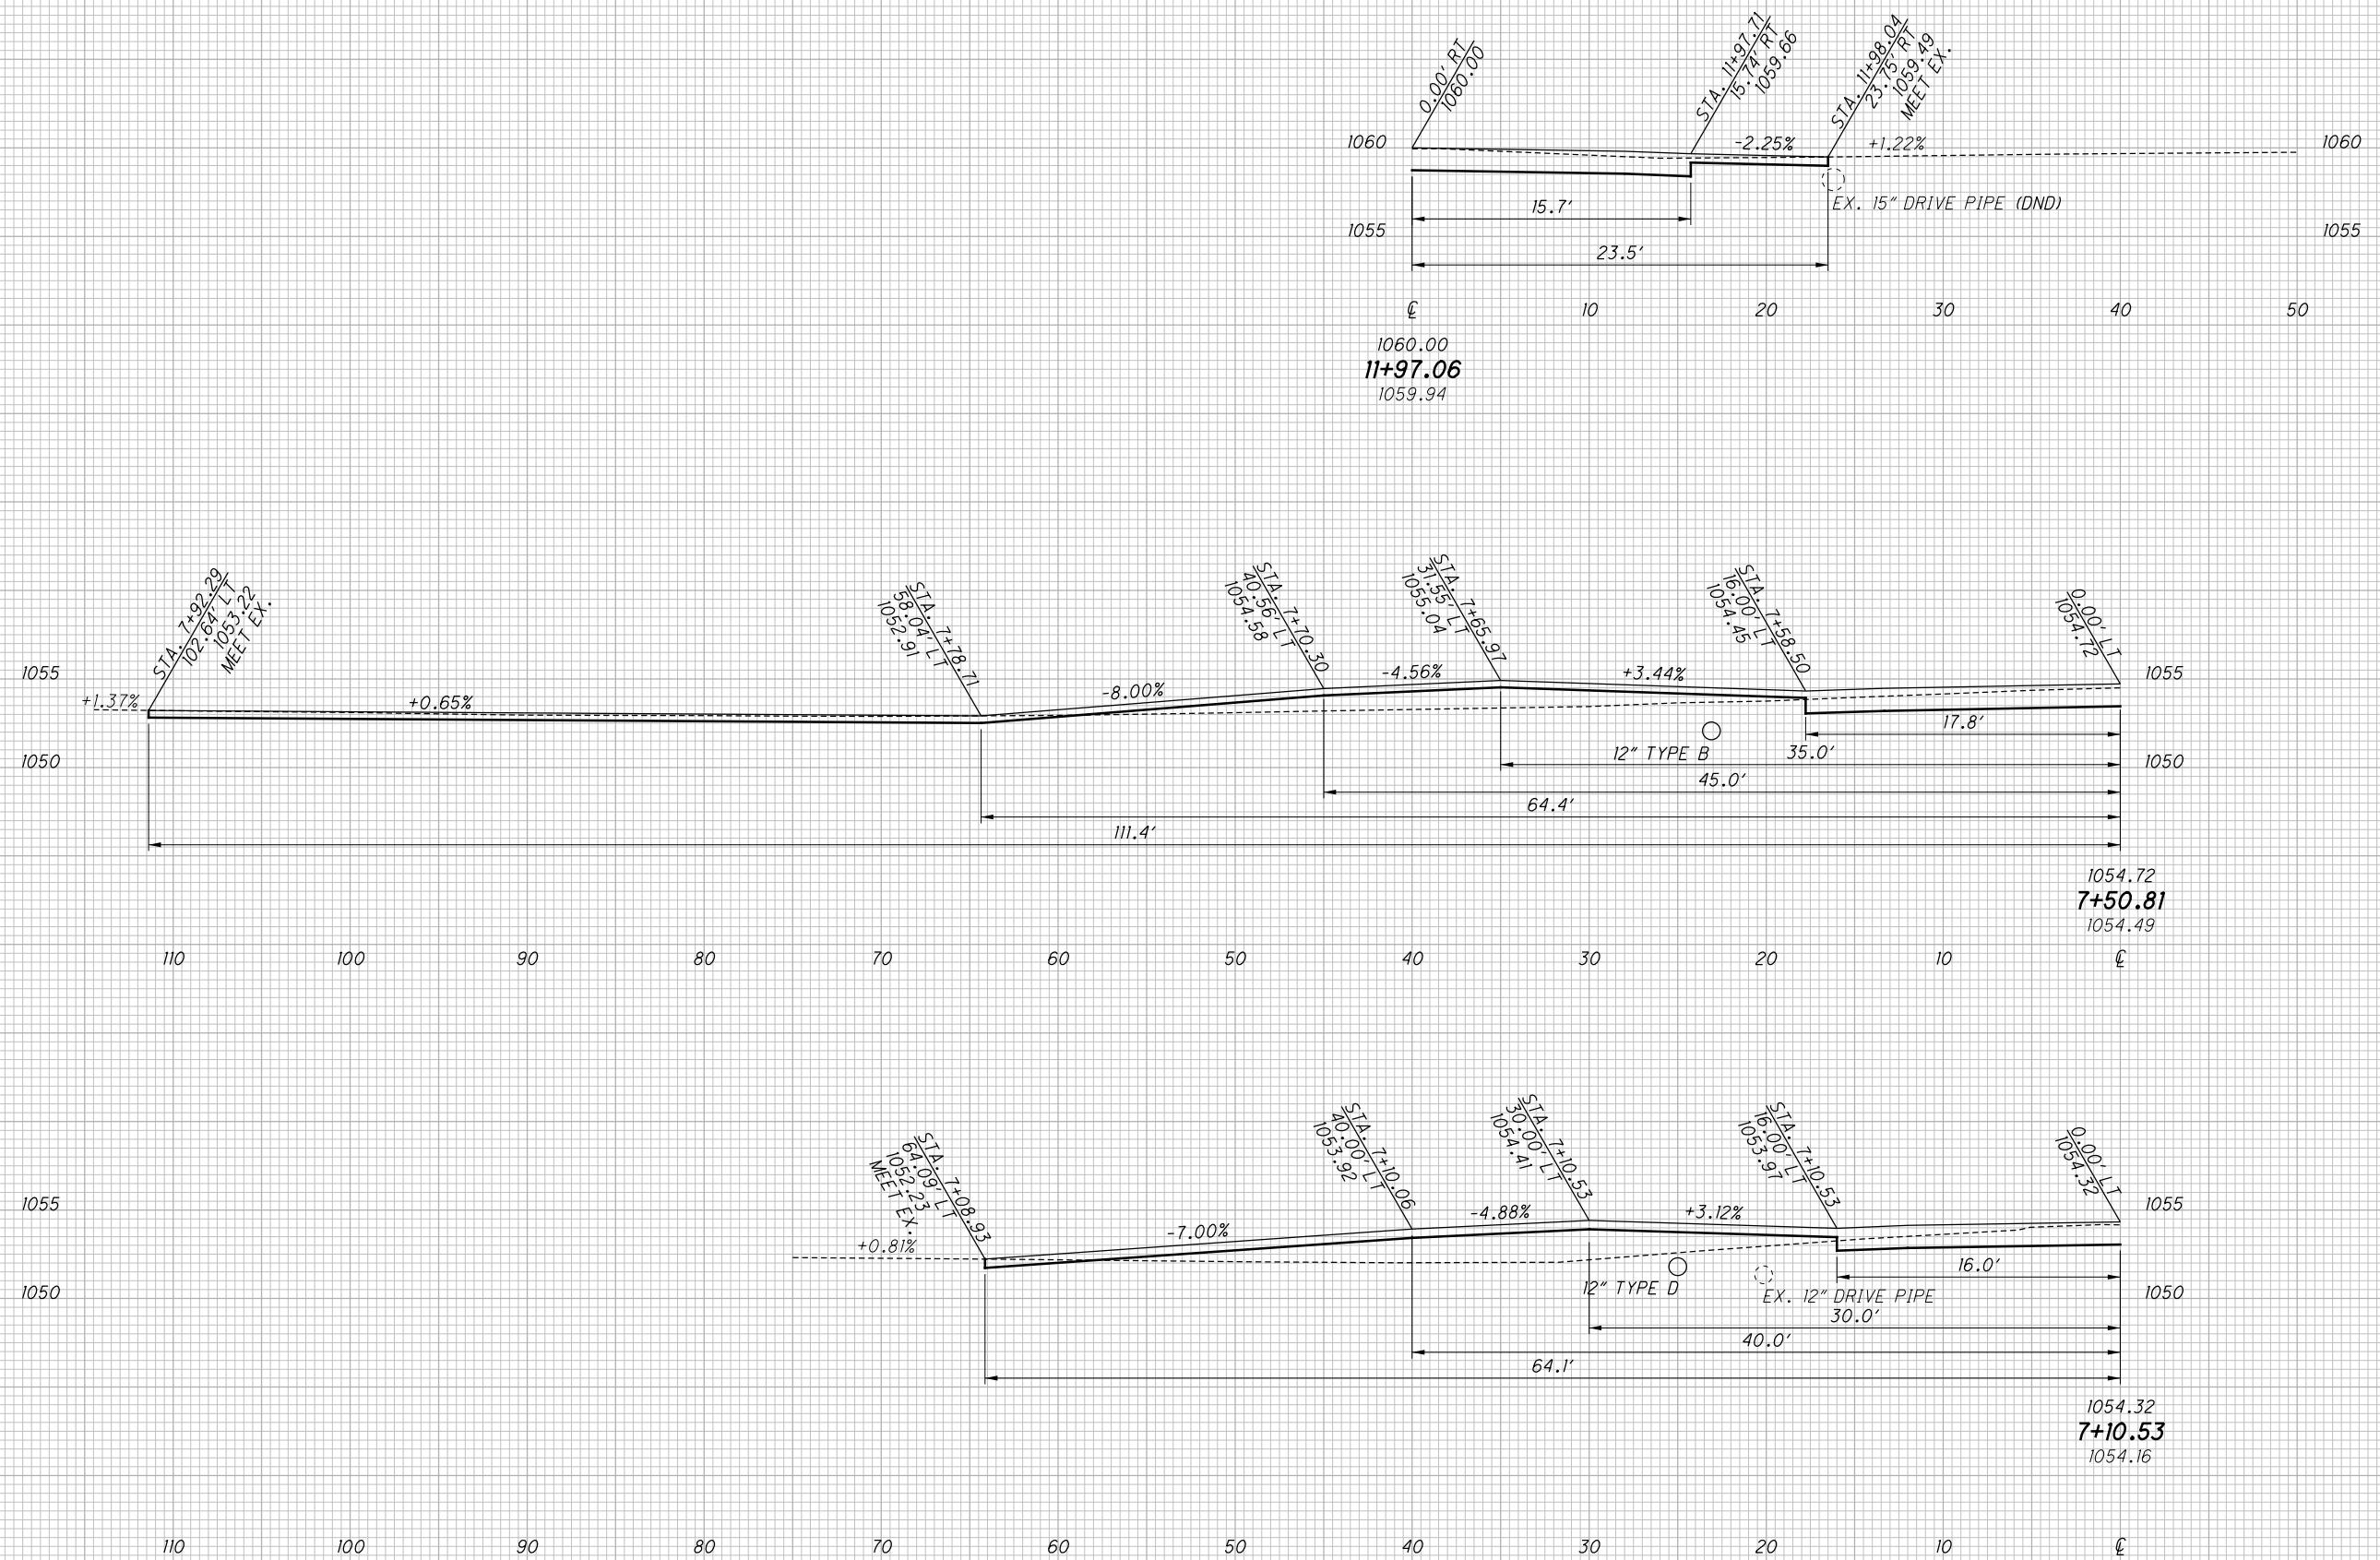 0.00' RT
1060.00
STA. 11+97.71
15.74' RT
1059.66
STA. 11+98.04
23.75' RT
1059.49
MEET EX.
1060
-2.25%
+1.22%
1060
EX. 15" DRIVE PIPE (DND)
15.7'
1055
1055
23.5'
℄ 10 20 30 40 50
1060.00
11+97.06
1059.94
STA. 7+92.29
102.64' LT
1053.22
MEET EX.
STA. 7+78.71
58.04' LT
1052.91
STA. 7+70.30
40.56' LT
1054.58
STA. 7+65.97
31.55' LT
1055.04
STA. 7+58.50
16.00' LT
1054.45
0.00' LT
1054.72
1055
+1.37%
+0.65%
-8.00%
-4.56%
+3.44%
1055
17.8'
12" TYPE B
35.0'
1050
1050
45.0'
64.4'
111.4'
1054.72
7+50.81
1054.49
110 100 90 80 70 60 50 40 30 20 10 ℄
STA. 7+08.93
64.09' LT
1052.23
MEET EX.
STA. 7+10.06
40.00' LT
1053.92
STA. 7+10.53
30.00' LT
1054.41
STA. 7+10.53
16.00' LT
1053.97
0.00' LT
1054.32
1055
+0.81%
-7.00%
-4.88%
+3.12%
1055
16.0'
12" TYPE D
EX. 12" DRIVE PIPE
1050
1050
30.0'
40.0'
64.1'
1054.32
7+10.53
1054.16
110 100 90 80 70 60 50 40 30 20 10 ℄